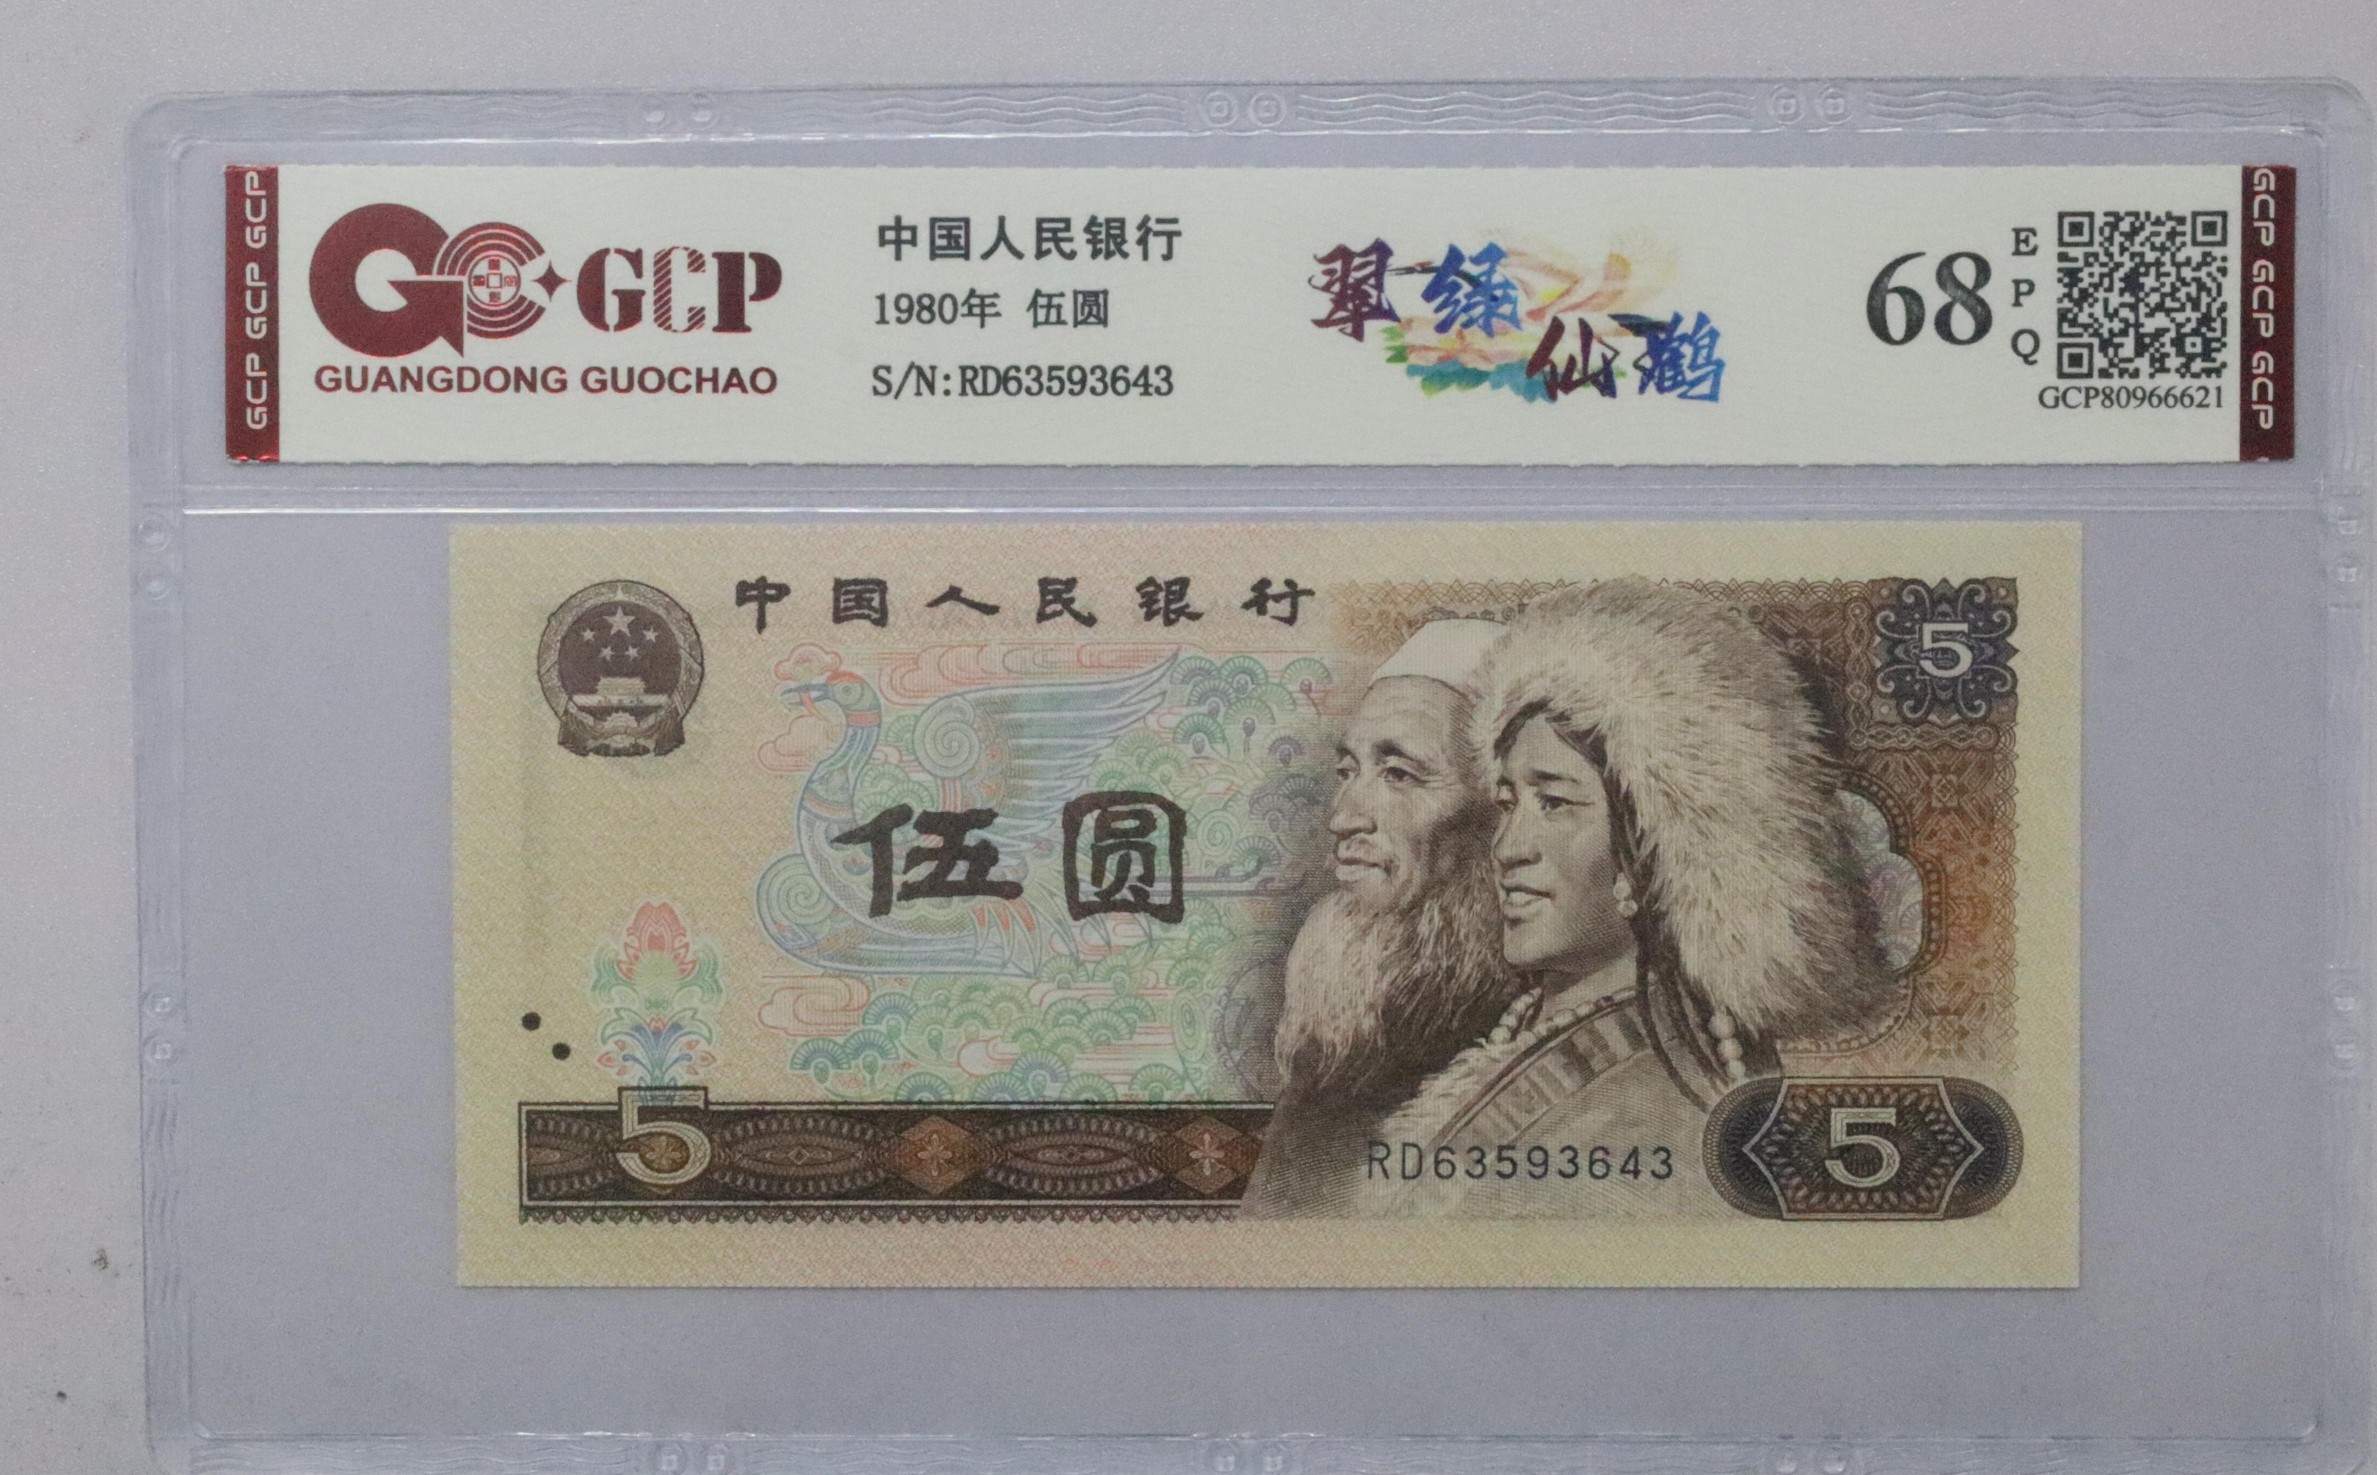 GCP GCP GCP
GCP
GUANGDONG GUOCHAO
中国人民银行
1980年 伍圆
S/N:RD63593643
翠绿
仙鹤
68
E
P
Q
GCP80966621
GCP GCP GCP
中国人民银行
5
伍圆
5
RD63593643
5